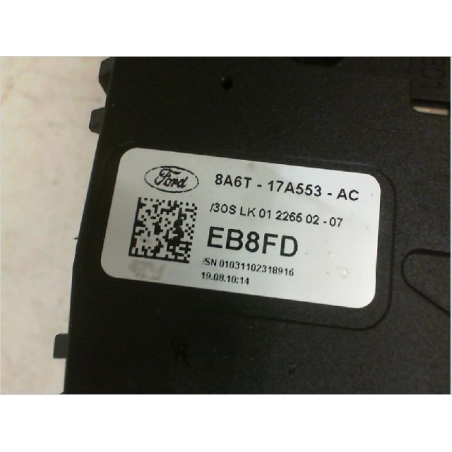 Ford
8A6T - 17A553 - AC
/30S LK 01 2266 02 - 07
EB8FD
/SN 01031102318916
19.08.10;14